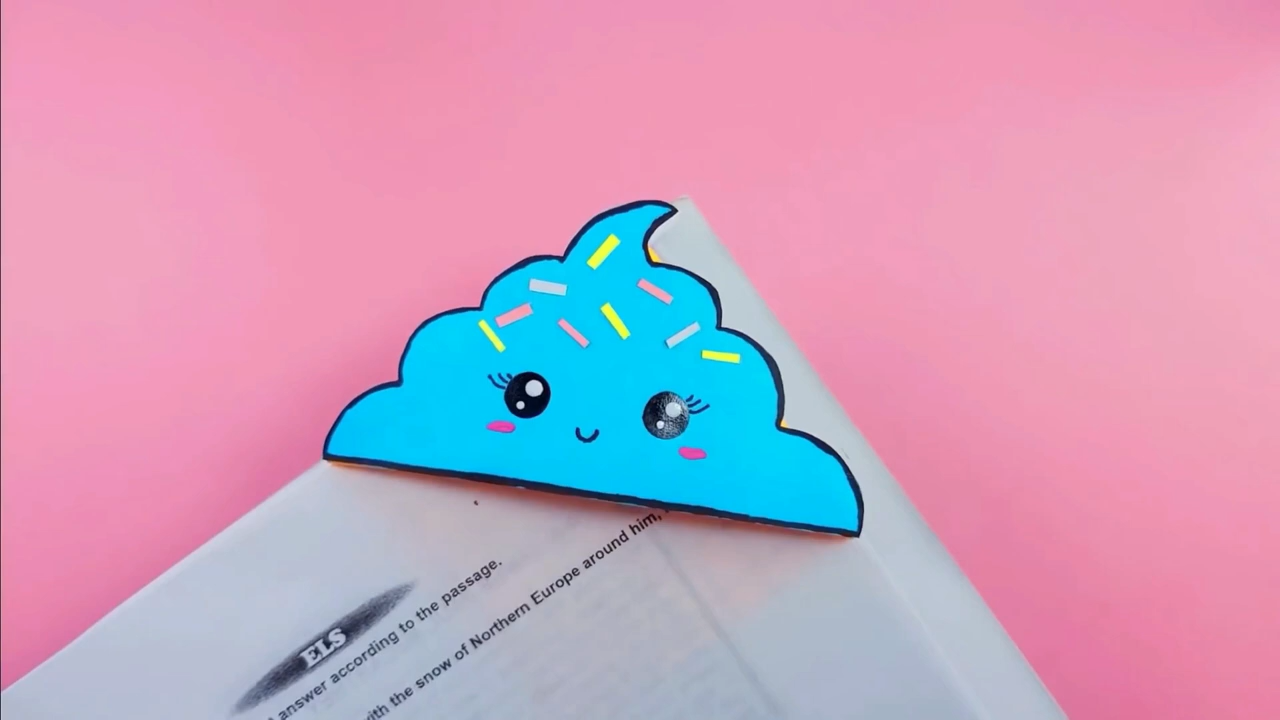 ELS
answer according to the passage.
with the snow of Northern Europe around him,